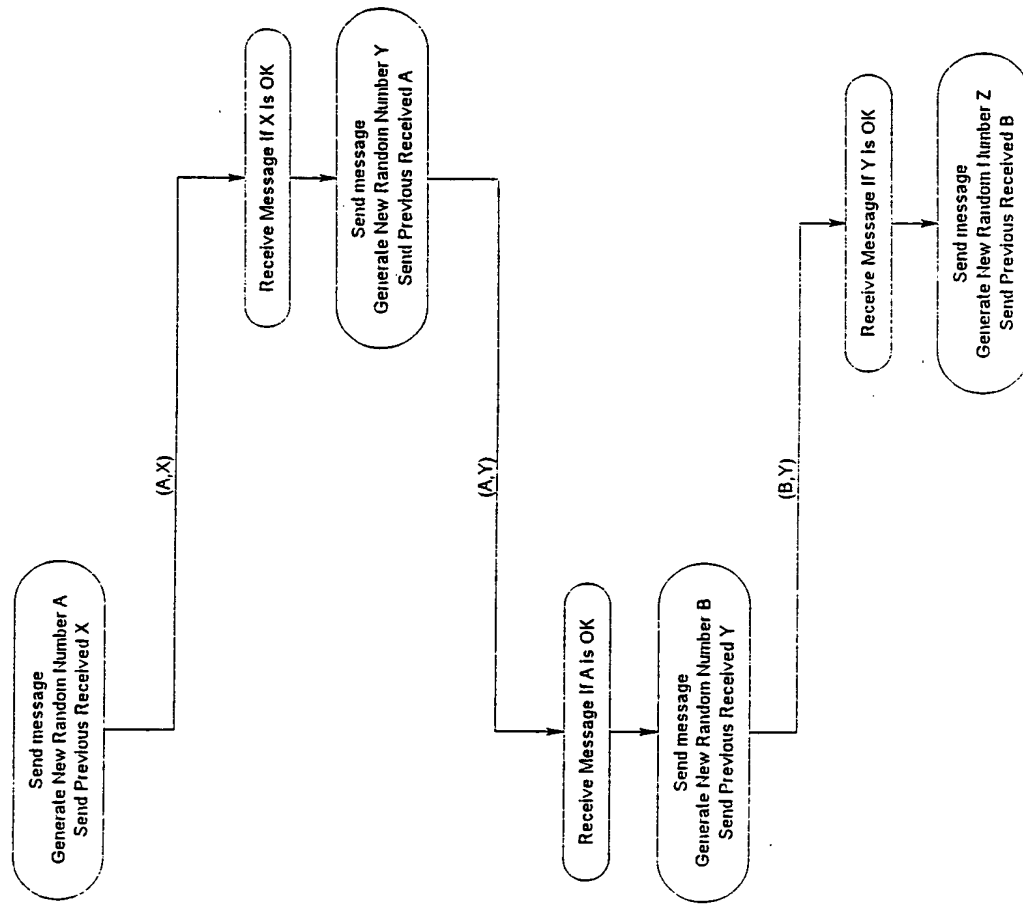 Send message
Generate New Random Number A
Send Previous Received X
(A,X)
Receive Message If X Is OK
Send message
Generate New Random Number Y
Send Previous Received A
(A,Y)
Receive Message If A Is OK
Send message
Generate New Random Number B
Send Previous Received Y
(B,Y)
Receive Message If Y Is OK
Send message
Generate New Random Number Z
Send Previous Received B